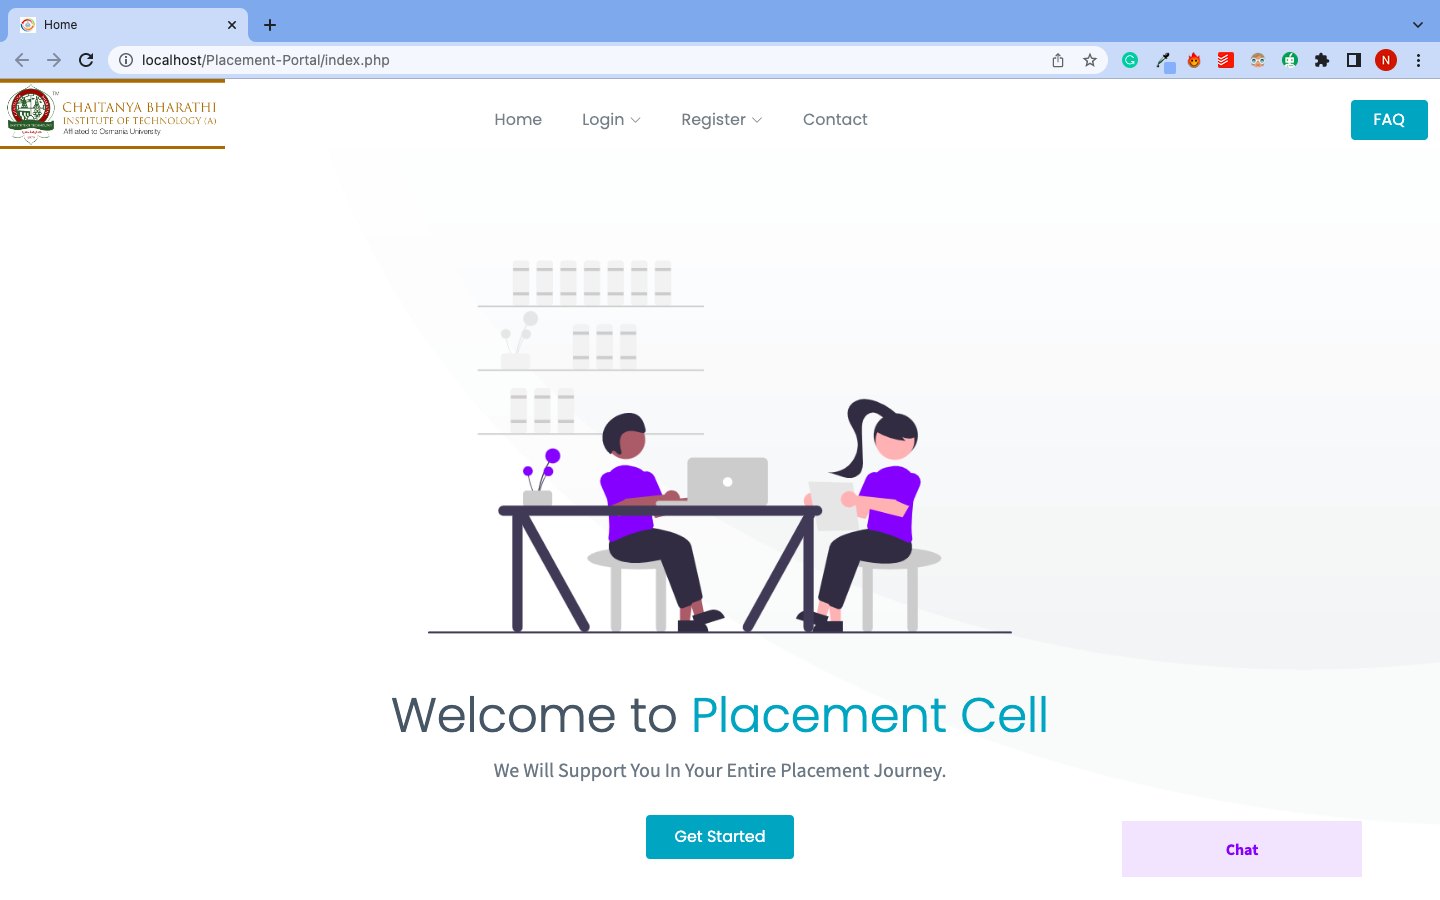 Home
localhost/Placement-Portal/index.php
N
CHAITANYA BHARATHI
INSTITUTE OF TECHNOLOGY (A)
Affiliated to Osmania University
TM
Home
Login
Register
Contact
FAQ
Welcome to Placement Cell
We Will Support You In Your Entire Placement Journey.
Get Started
Chat